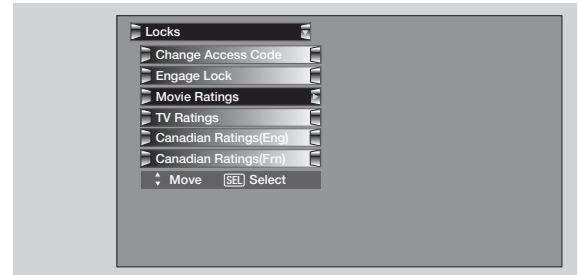 Locks
Change Access Code
Engage Lock
Movie Ratings
TV Ratings
Canadian Ratings(Eng)
Canadian Ratings(Frn)
Move SEL Select